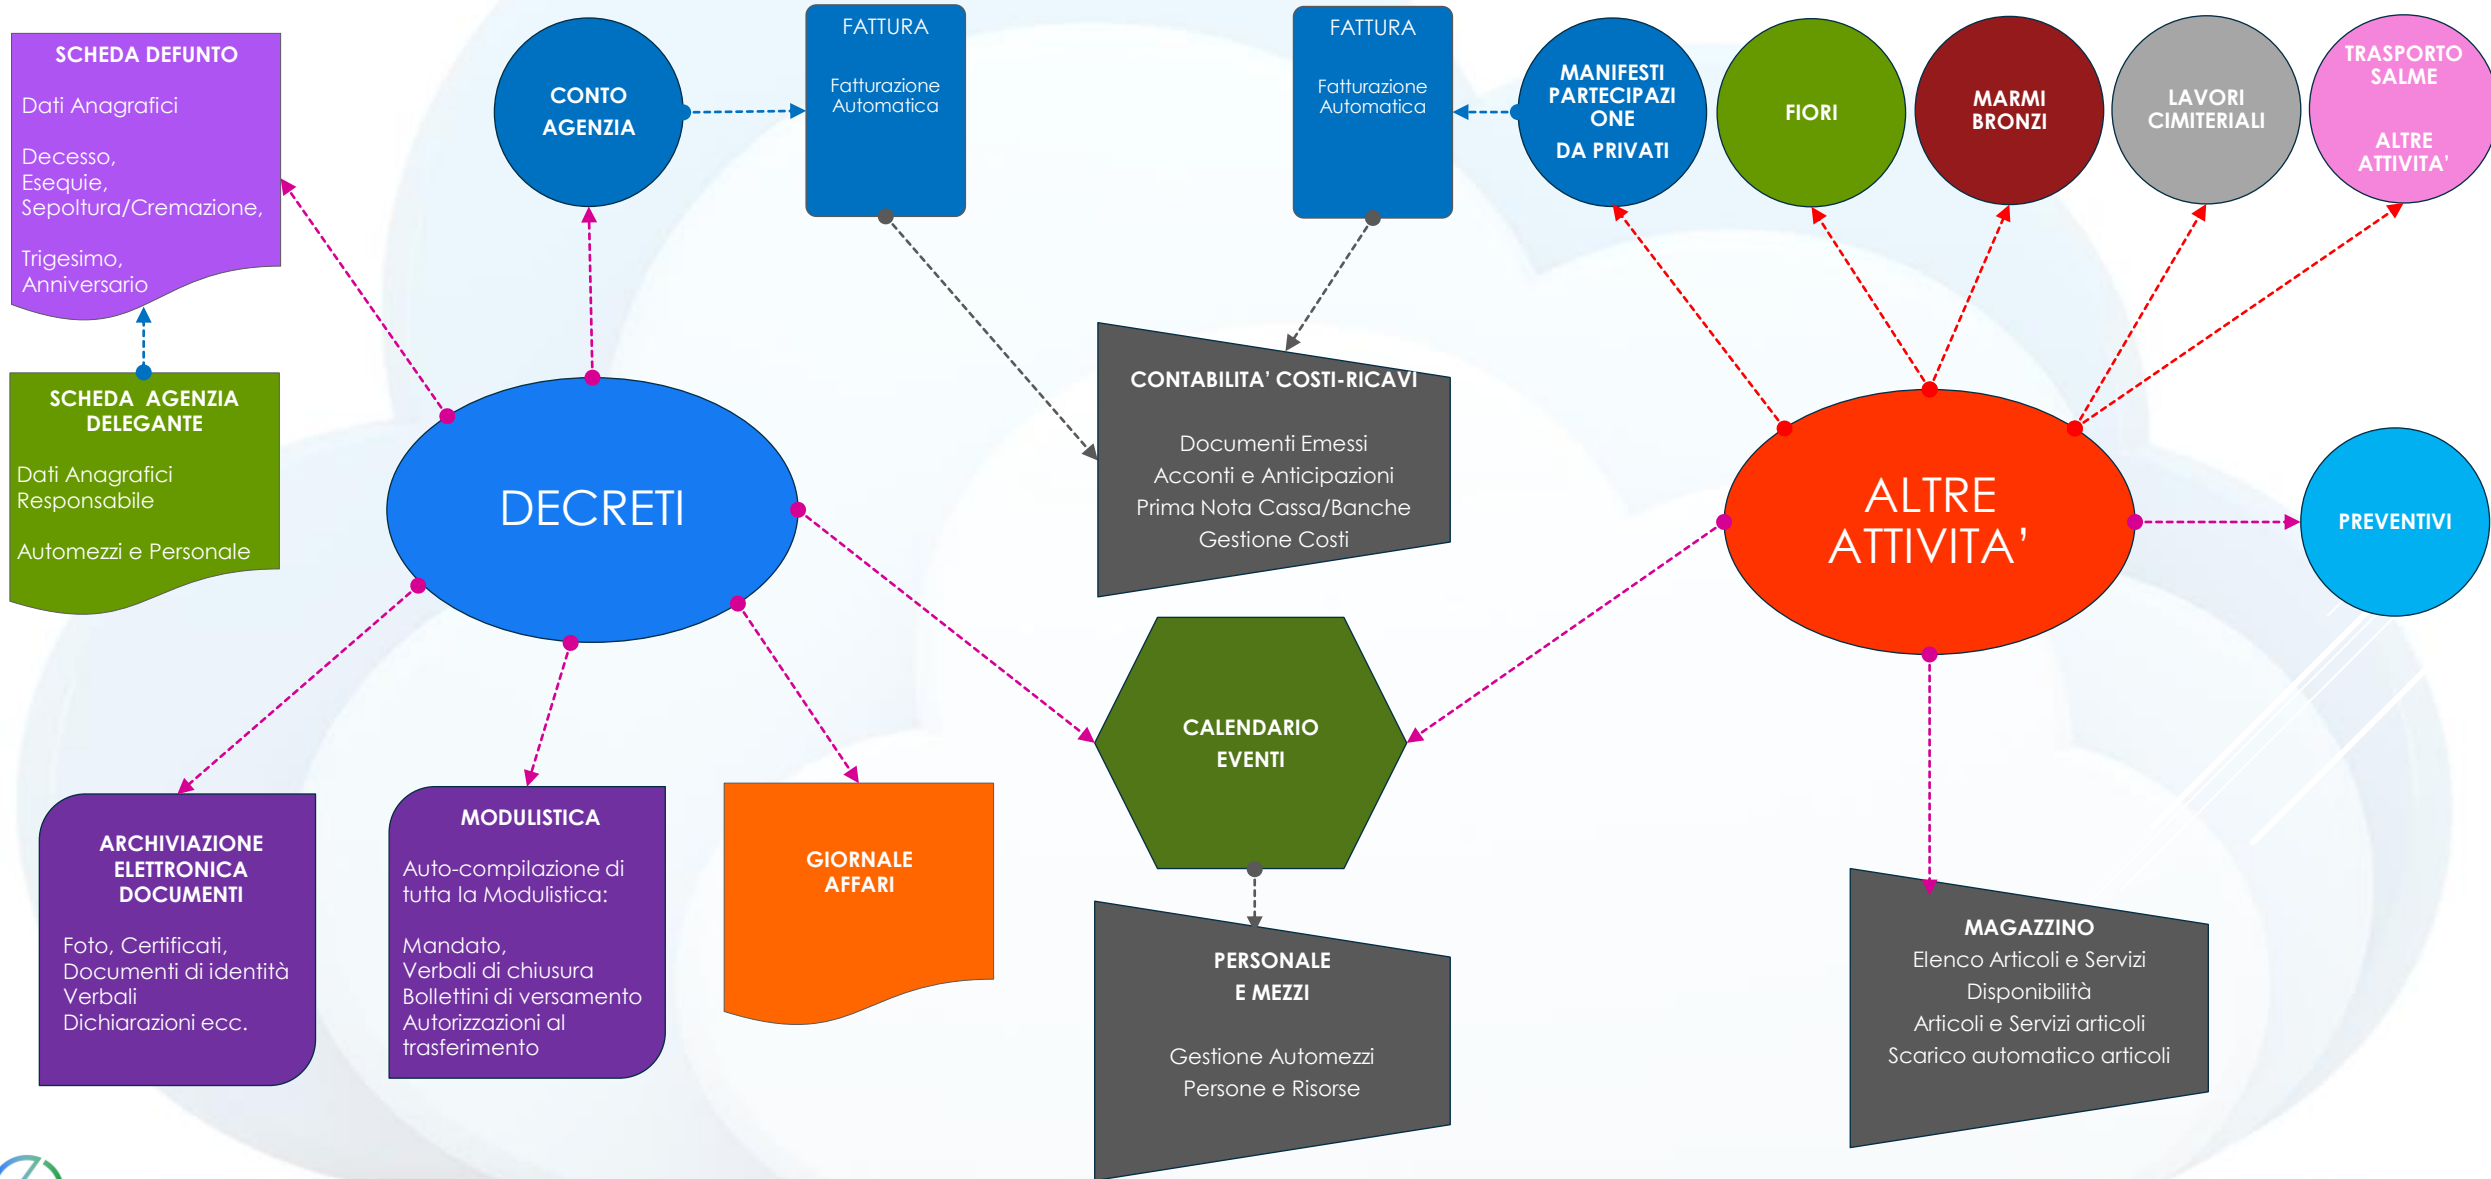 SCHEDA DEFUNTO
Dati Anagrafici
Decesso,
Esequie,
Sepoltura/Cremazione,
Trigesimo,
Anniversario
SCHEDA AGENZIA
DELEGANTE
Dati Anagrafici
Responsabile
Automezzi e Personale
CONTO
AGENZIA
FATTURA
Fatturazione
Automatica
FATTURA
Fatturazione
Automatica
MANIFESTI
PARTECIPAZI
ONE
DA PRIVATI
FIORI
MARMI
BRONZI
LAVORI
CIMITERIALI
TRASPORTO
SALME
ALTRE
ATTIVITA’
DECRETI
CONTABILITA’ COSTI-RICAVI
Documenti Emessi
Acconti e Anticipazioni
Prima Nota Cassa/Banche
Gestione Costi
ALTRE
ATTIVITA’
PREVENTIVI
ARCHIVIAZIONE
ELETTRONICA
DOCUMENTI
Foto, Certificati,
Documenti di identità
Verbali
Dichiarazioni ecc.
MODULISTICA
Auto-compilazione di
tutta la Modulistica:
Mandato,
Verbali di chiusura
Bollettini di versamento
Autorizzazioni al
trasferimento
GIORNALE
AFFARI
CALENDARIO
EVENTI
PERSONALE
E MEZZI
Gestione Automezzi
Persone e Risorse
MAGAZZINO
Elenco Articoli e Servizi
Disponibilità
Articoli e Servizi articoli
Scarico automatico articoli